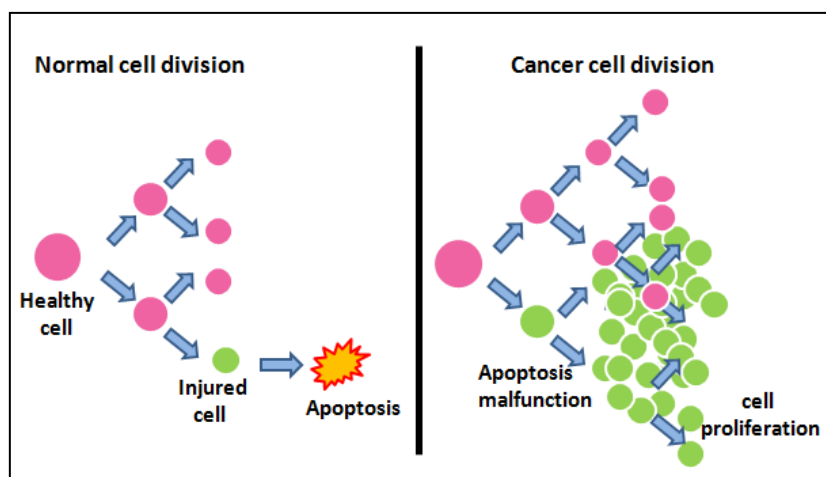 Normal cell division
Healthy
cell
Injured
cell
Apoptosis
Cancer cell division
Apoptosis
malfunction
cell
proliferation